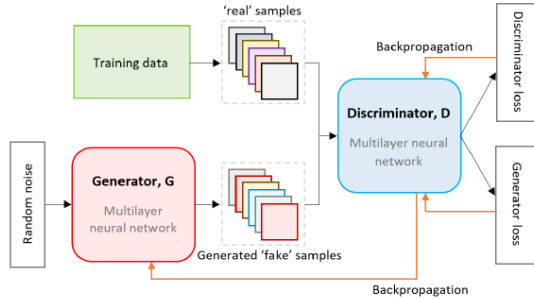 'real' samples
Training data
Backpropagation
Discriminator loss
Discriminator, D
Multilayer neural
network
Random noise
Generator, G
Multilayer
neural network
Generated 'fake' samples
Generator loss
Backpropagation